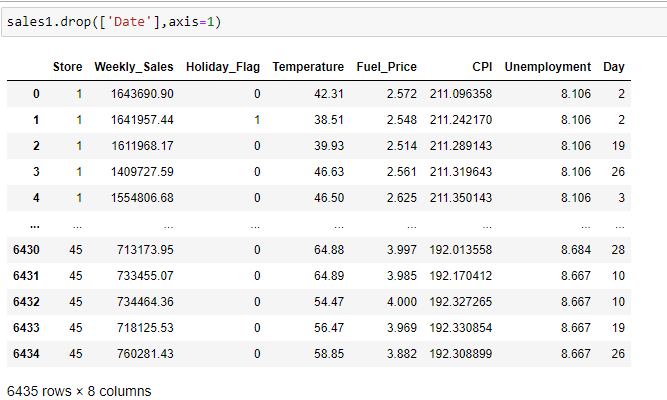 sales1.drop(['Date'],axis=1)
Store Weekly_Sales Holiday_Flag Temperature Fuel_Price CPI Unemployment Day
0 1 1643690.90 0 42.31 2.572 211.096358 8.106 2
1 1 1641957.44 1 38.51 2.548 211.242170 8.106 2
2 1 1611968.17 0 39.93 2.514 211.289143 8.106 19
3 1 1409727.59 0 46.63 2.561 211.319643 8.106 26
4 1 1554806.68 0 46.50 2.625 211.350143 8.106 3
... ... ... ... ... ... ... ... ...
6430 45 713173.95 0 64.88 3.997 192.013558 8.684 28
6431 45 733455.07 0 64.89 3.985 192.170412 8.667 10
6432 45 734464.36 0 54.47 4.000 192.327265 8.667 10
6433 45 718125.53 0 56.47 3.969 192.330854 8.667 19
6434 45 760281.43 0 58.85 3.882 192.308899 8.667 26
6435 rows × 8 columns